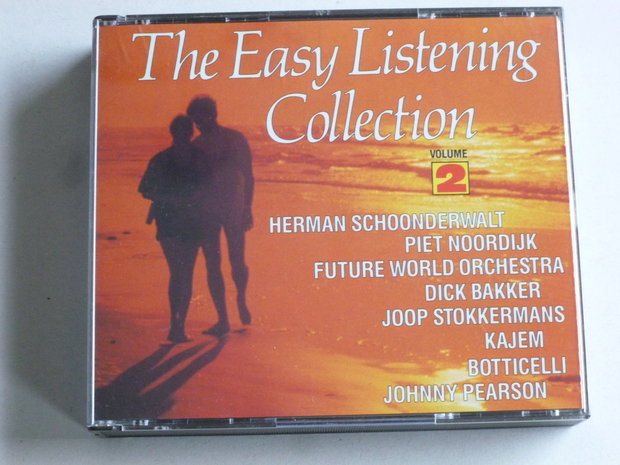 The Easy Listening
Collection
VOLUME
2
HERMAN SCHOONDERWALT
PIET NOORDIJK
FUTURE WORLD ORCHESTRA
DICK BAKKER
JOOP STOKKERMANS
KAJEM
BOTTICELLI
JOHNNY PEARSON